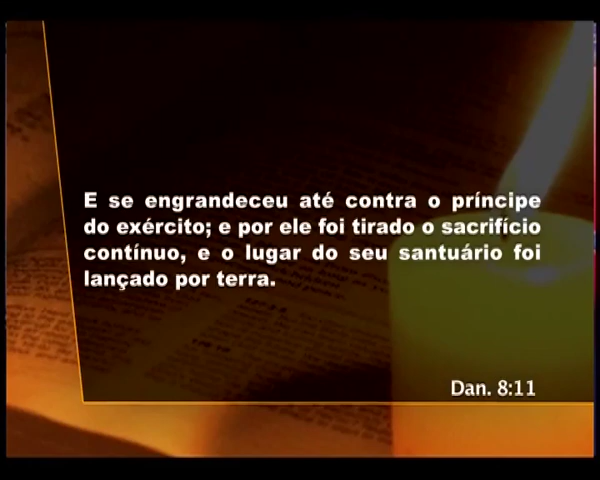 E se engrandeceu até contra o príncipe
do exército; e por ele foi tirado o sacrifício
contínuo, e o lugar do seu santuário foi
lançado por terra.
Dan. 8:11